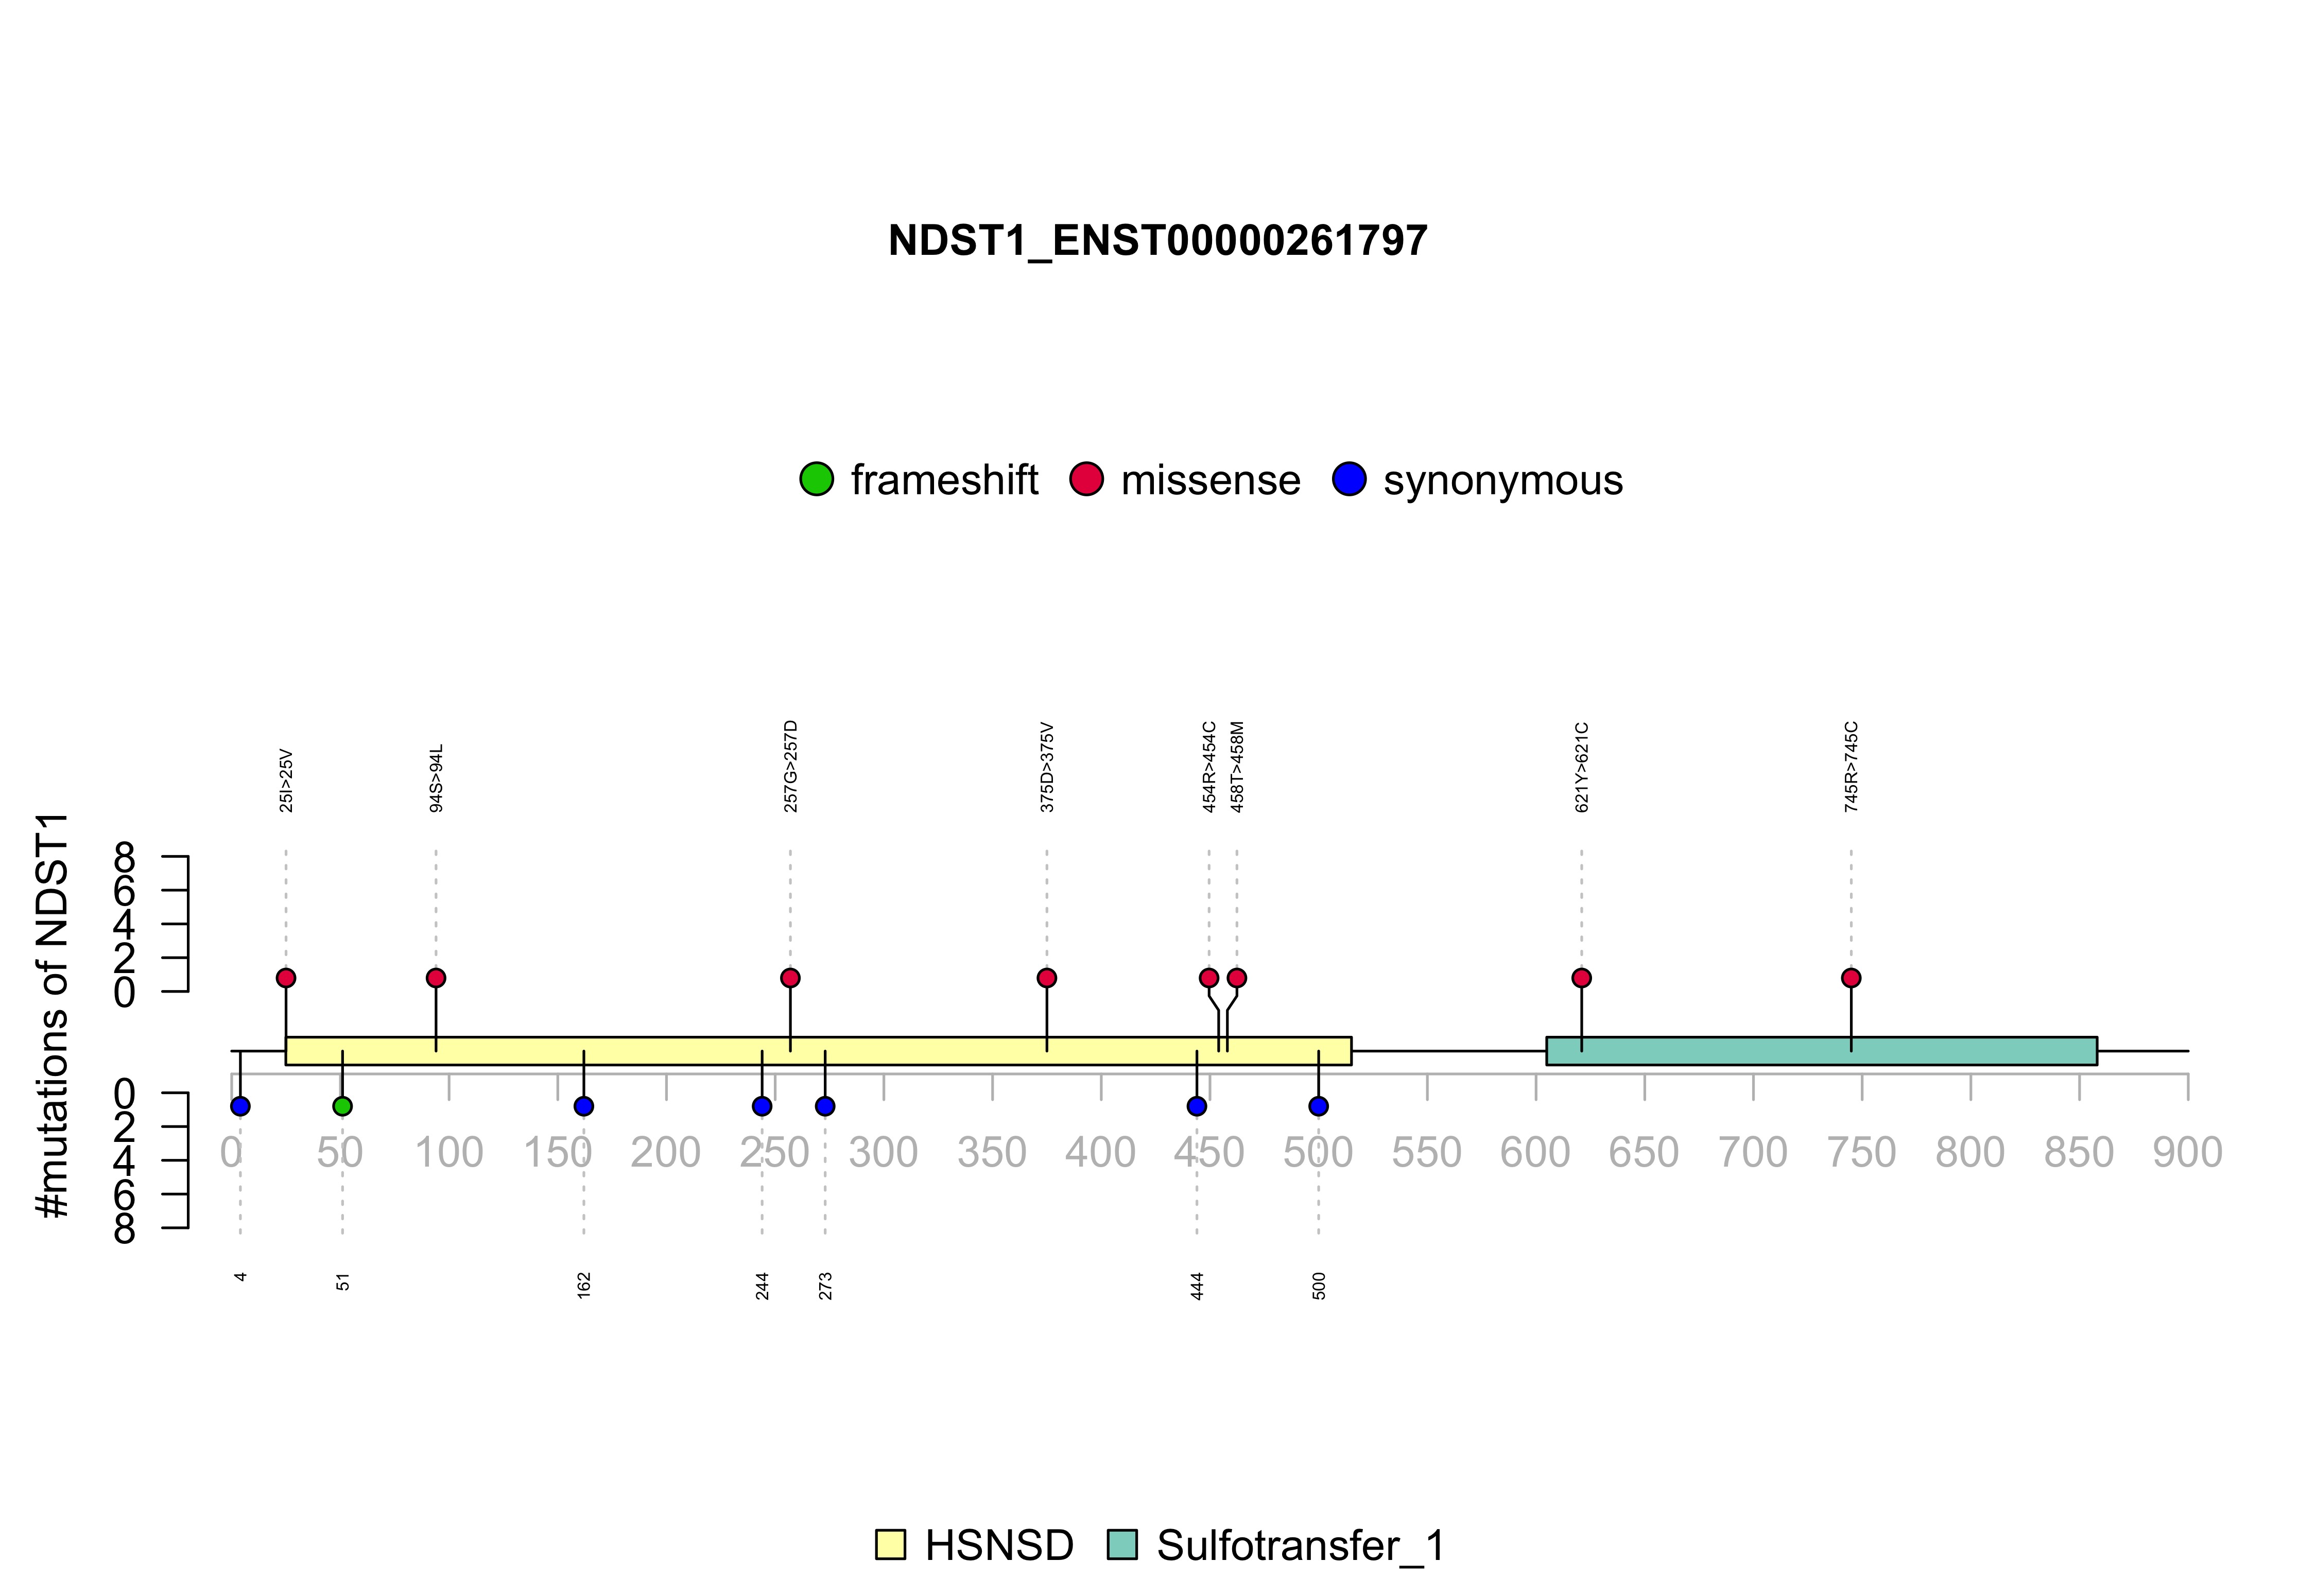 NDST1_ENST00000261797
frameshift missense synonymous
25I>25V 94S>94L 257G>257D 375D>375V 454R>454C 458T>458M 621Y>621C 745R>745C
#mutations of NDST1
8
6
4
2
0
0
2
4
6
8
0 50 100 150 200 250 300 350 400 450 500 550 600 650 700 750 800 850 900
4 51 162 244 273 444 500
HSNSD Sulfotransfer_1